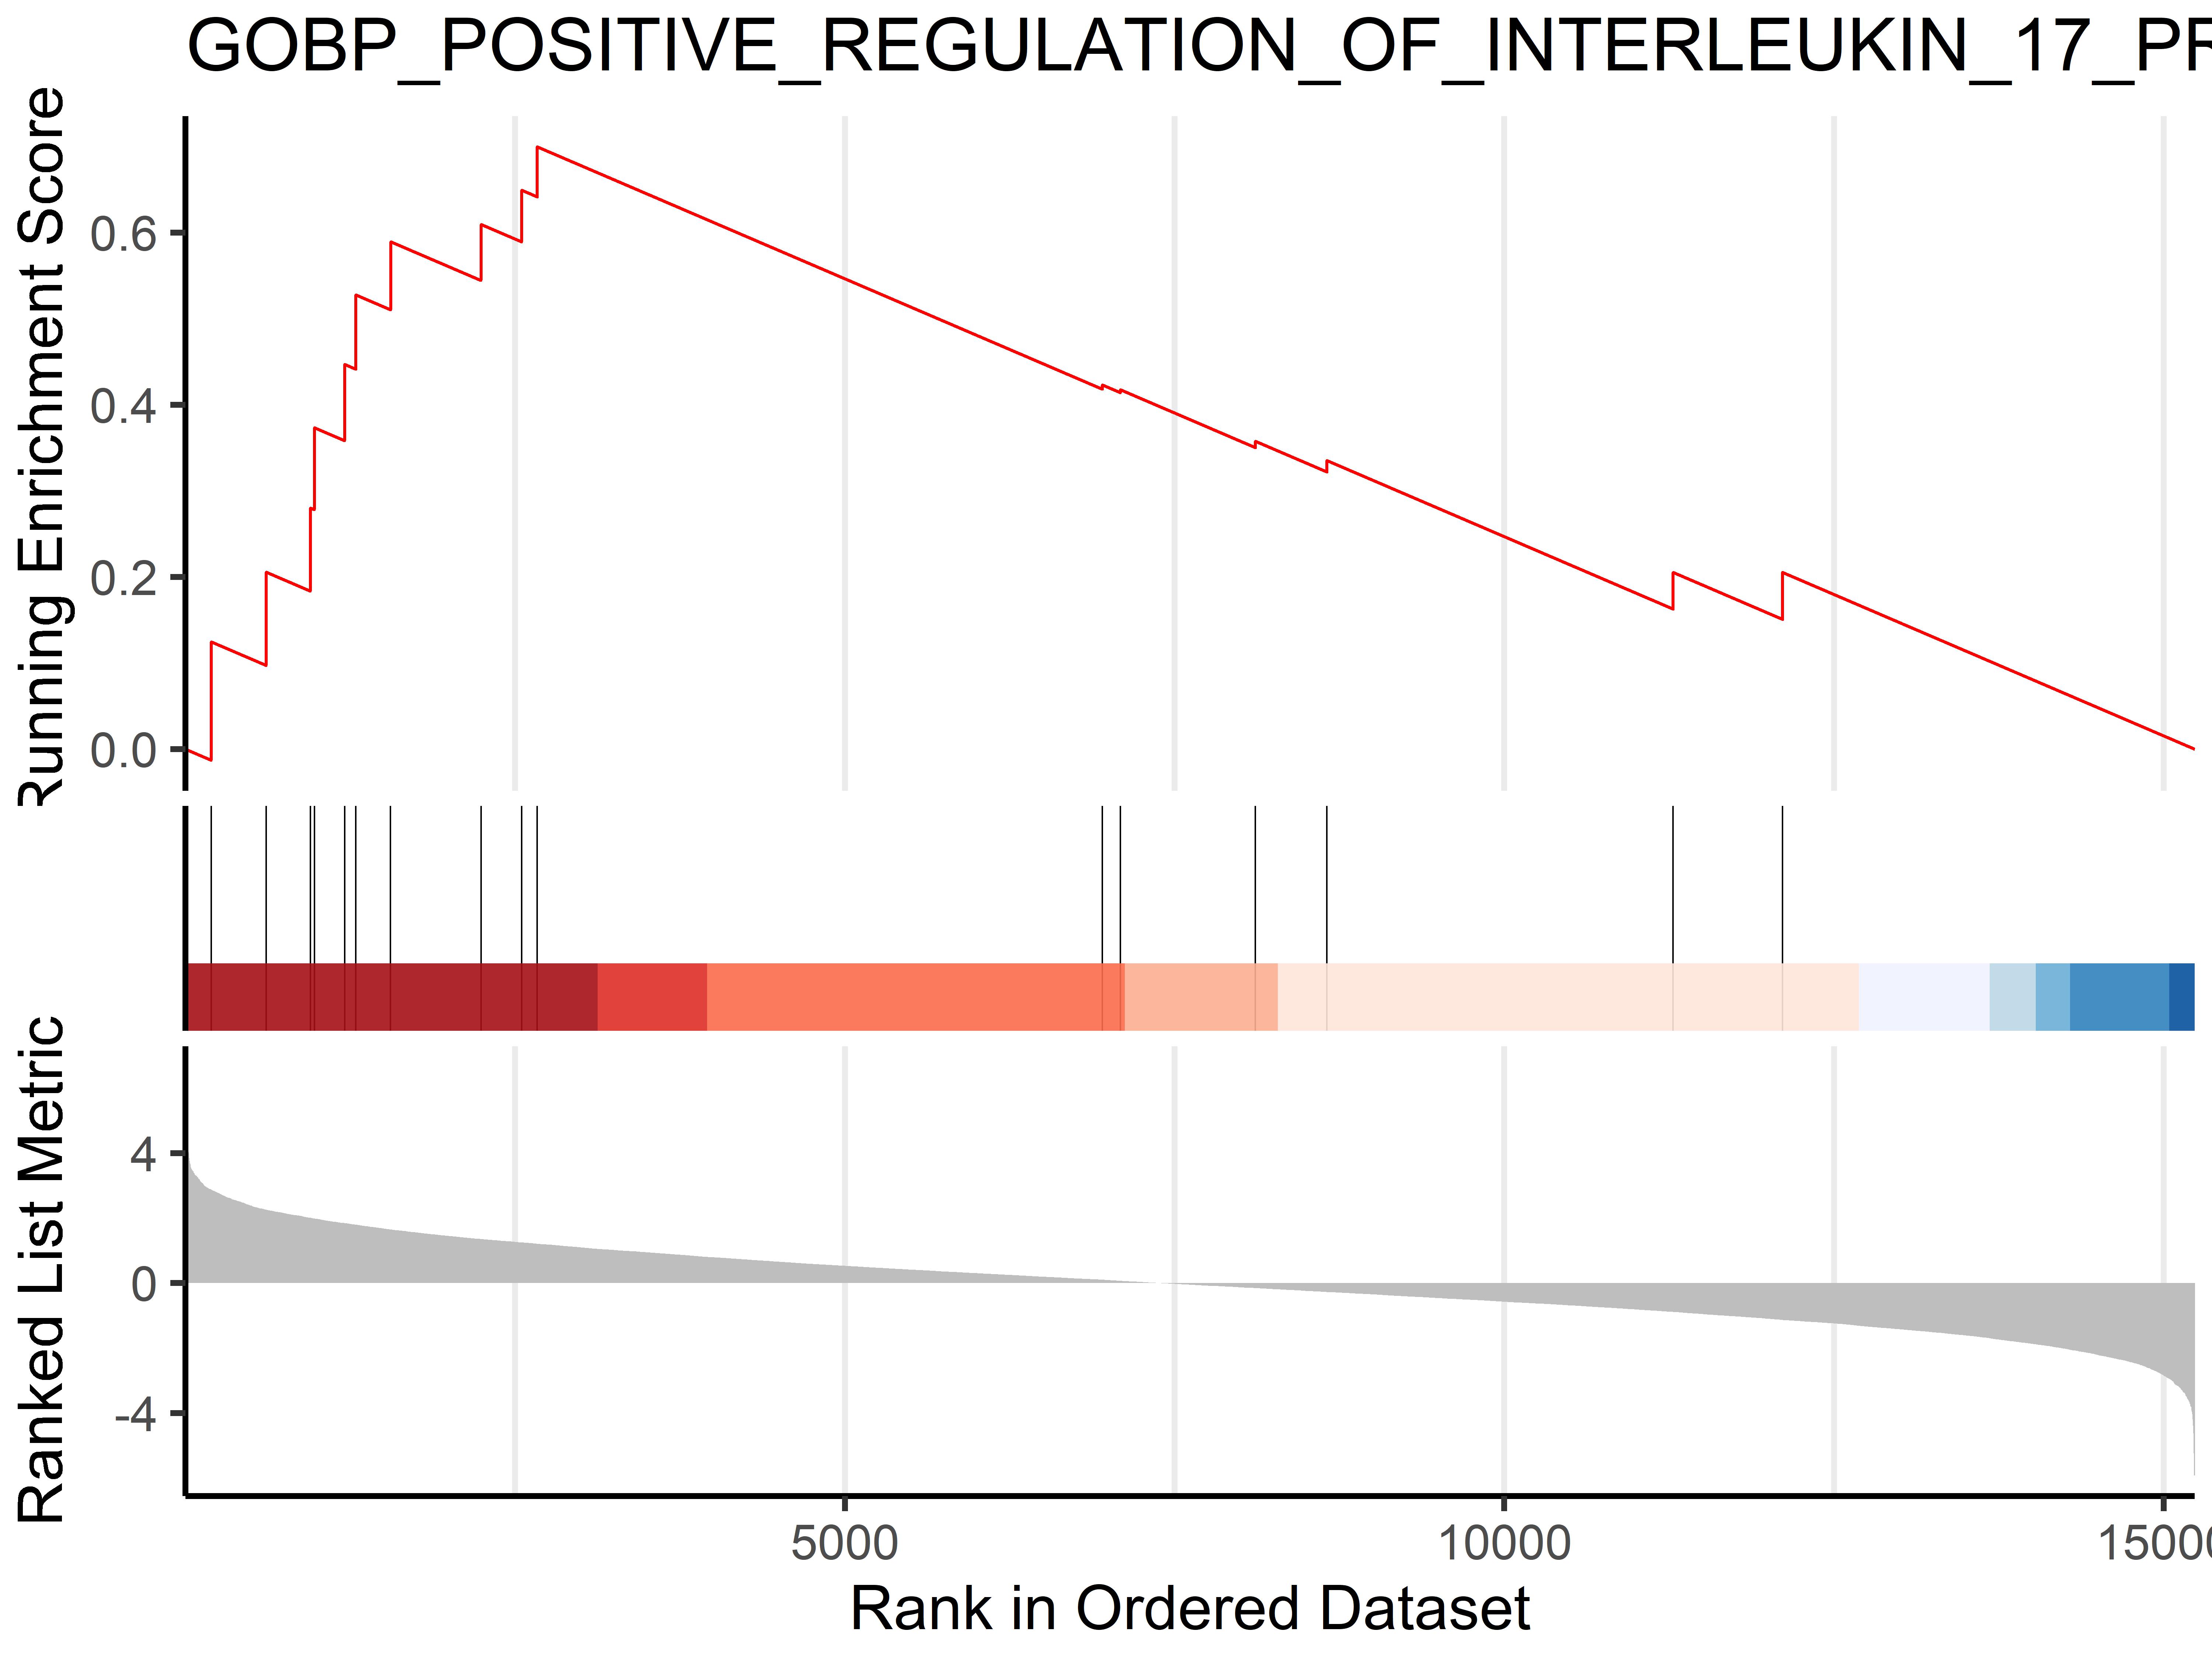 GOBP_POSITIVE_REGULATION_OF_INTERLEUKIN_17_PR
Running Enrichment Score
0.6
0.4
0.2
0.0
Ranked List Metric
4
0
-4
5000
10000
15000
Rank in Ordered Dataset